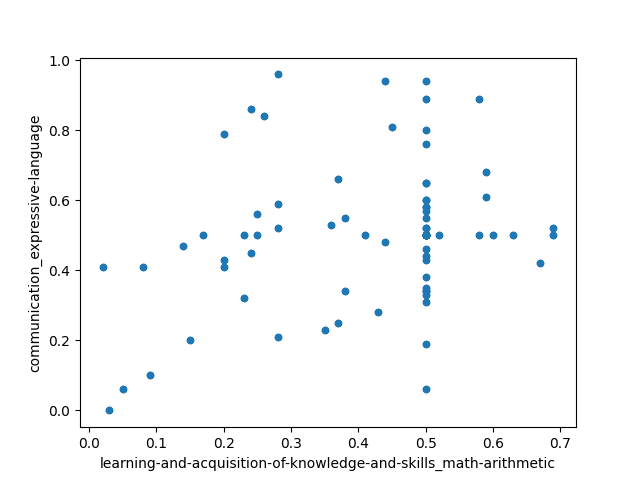 communication_expressive-language
1.0
0.8
0.6
0.4
0.2
0.0
0.0 0.1 0.2 0.3 0.4 0.5 0.6 0.7
learning-and-acquisition-of-knowledge-and-skills_math-arithmetic